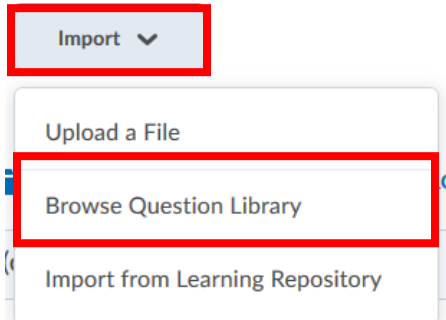 Import
Upload a File
Browse Question Library
Import from Learning Repository